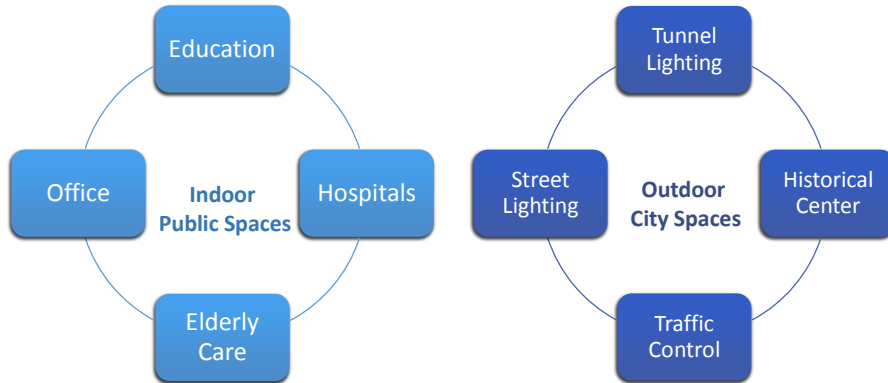 Education
Office
Indoor
Public Spaces
Hospitals
Elderly
Care
Tunnel
Lighting
Street
Lighting
Outdoor
City Spaces
Historical
Center
Traffic
Control